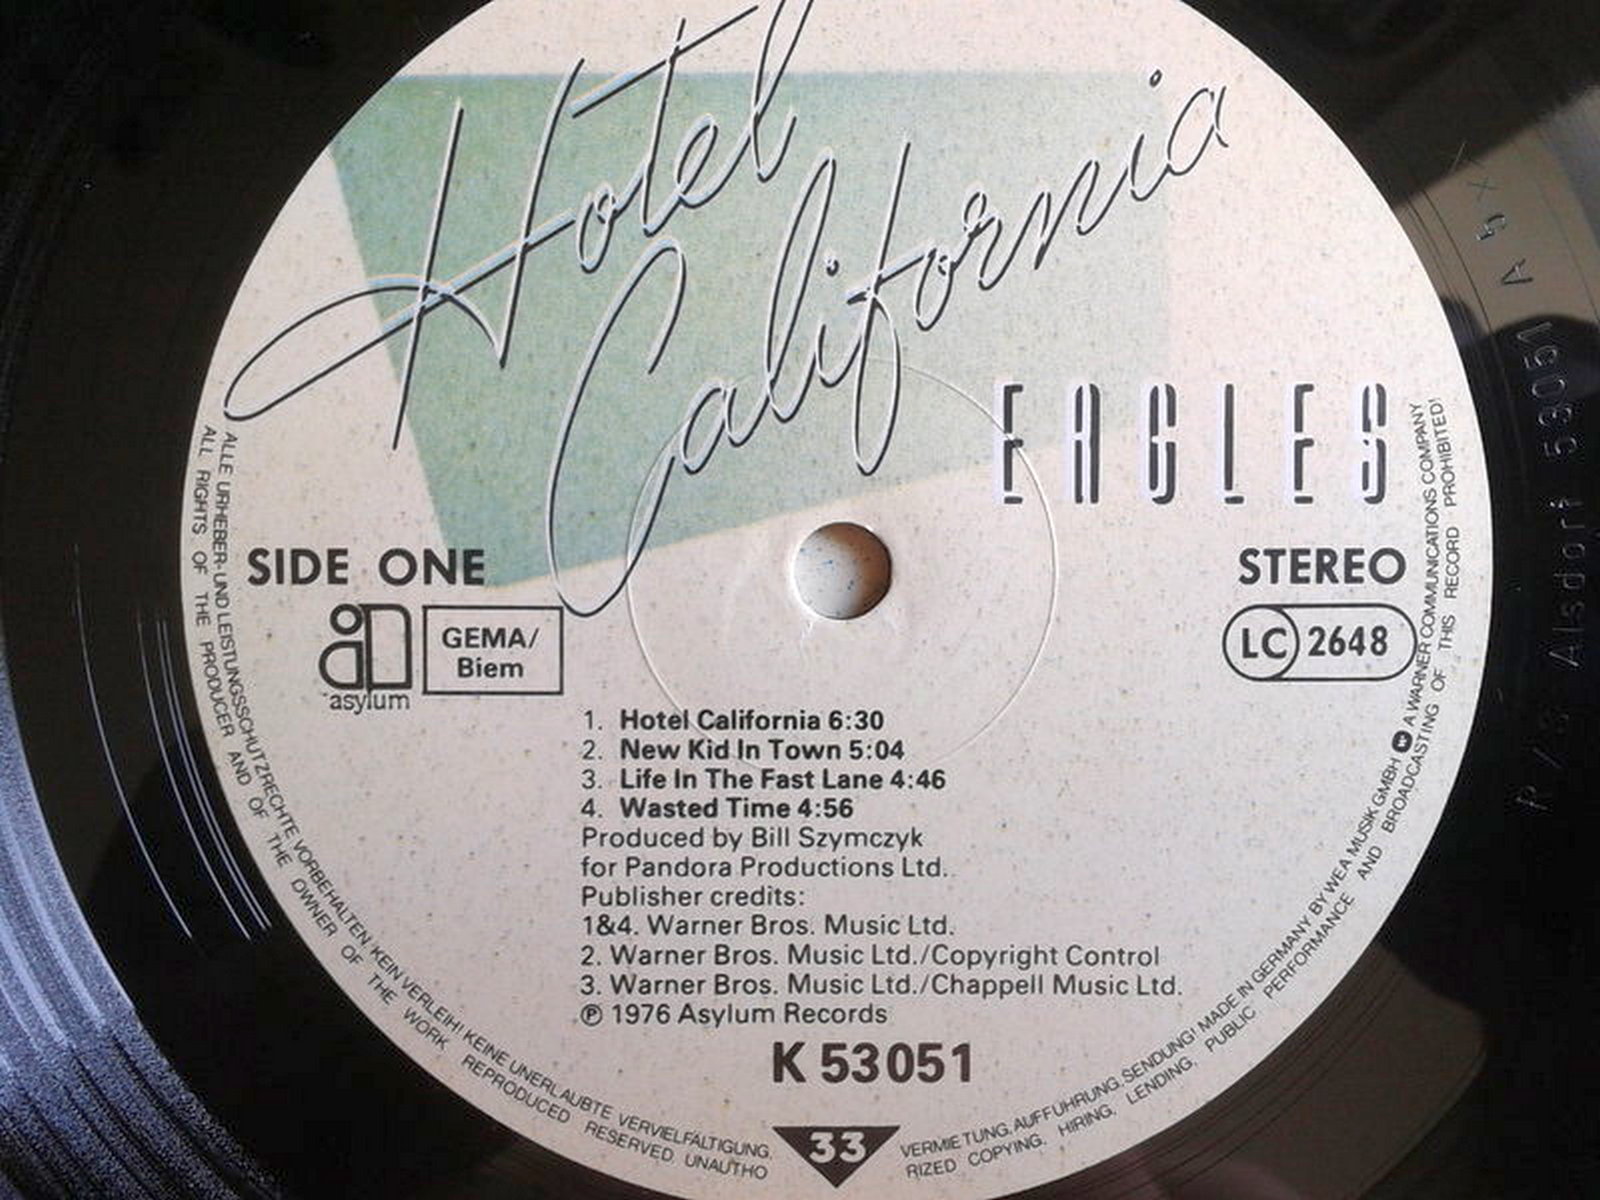 Hotel
California
EAGLES
SIDE ONE
STEREO
asylum
GEMA/
Biem
LC 2648
1. Hotel California 6:30
2. New Kid In Town 5:04
3. Life In The Fast Lane 4:46
4. Wasted Time 4:56
Produced by Bill Szymczyk
for Pandora Productions Ltd.
Publisher credits:
1&4. Warner Bros. Music Ltd.
2. Warner Bros. Music Ltd./Copyright Control
3. Warner Bros. Music Ltd./Chappell Music Ltd.
℗ 1976 Asylum Records
K 53051
33
ALLE URHEBER- UND LEISTUNGSSCHUTZRECHTE VORBEHALTEN. KEIN VERLEIH! KEINE UNERLAUBTE VERVIELFÄLTIGUNG, VERMIETUNG, AUFFÜHRUNG, SENDUNG! MADE IN GERMANY BY WEA MUSIK GMBH A WARNER COMMUNICATIONS COMPANY
ALL RIGHTS OF THE PRODUCER AND OF THE OWNER OF THE WORK REPRODUCED RESERVED. UNAUTHORIZED COPYING, HIRING, LENDING, PUBLIC PERFORMANCE AND BROADCASTING OF THIS RECORD PROHIBITED!
Alsdorf 53051 A